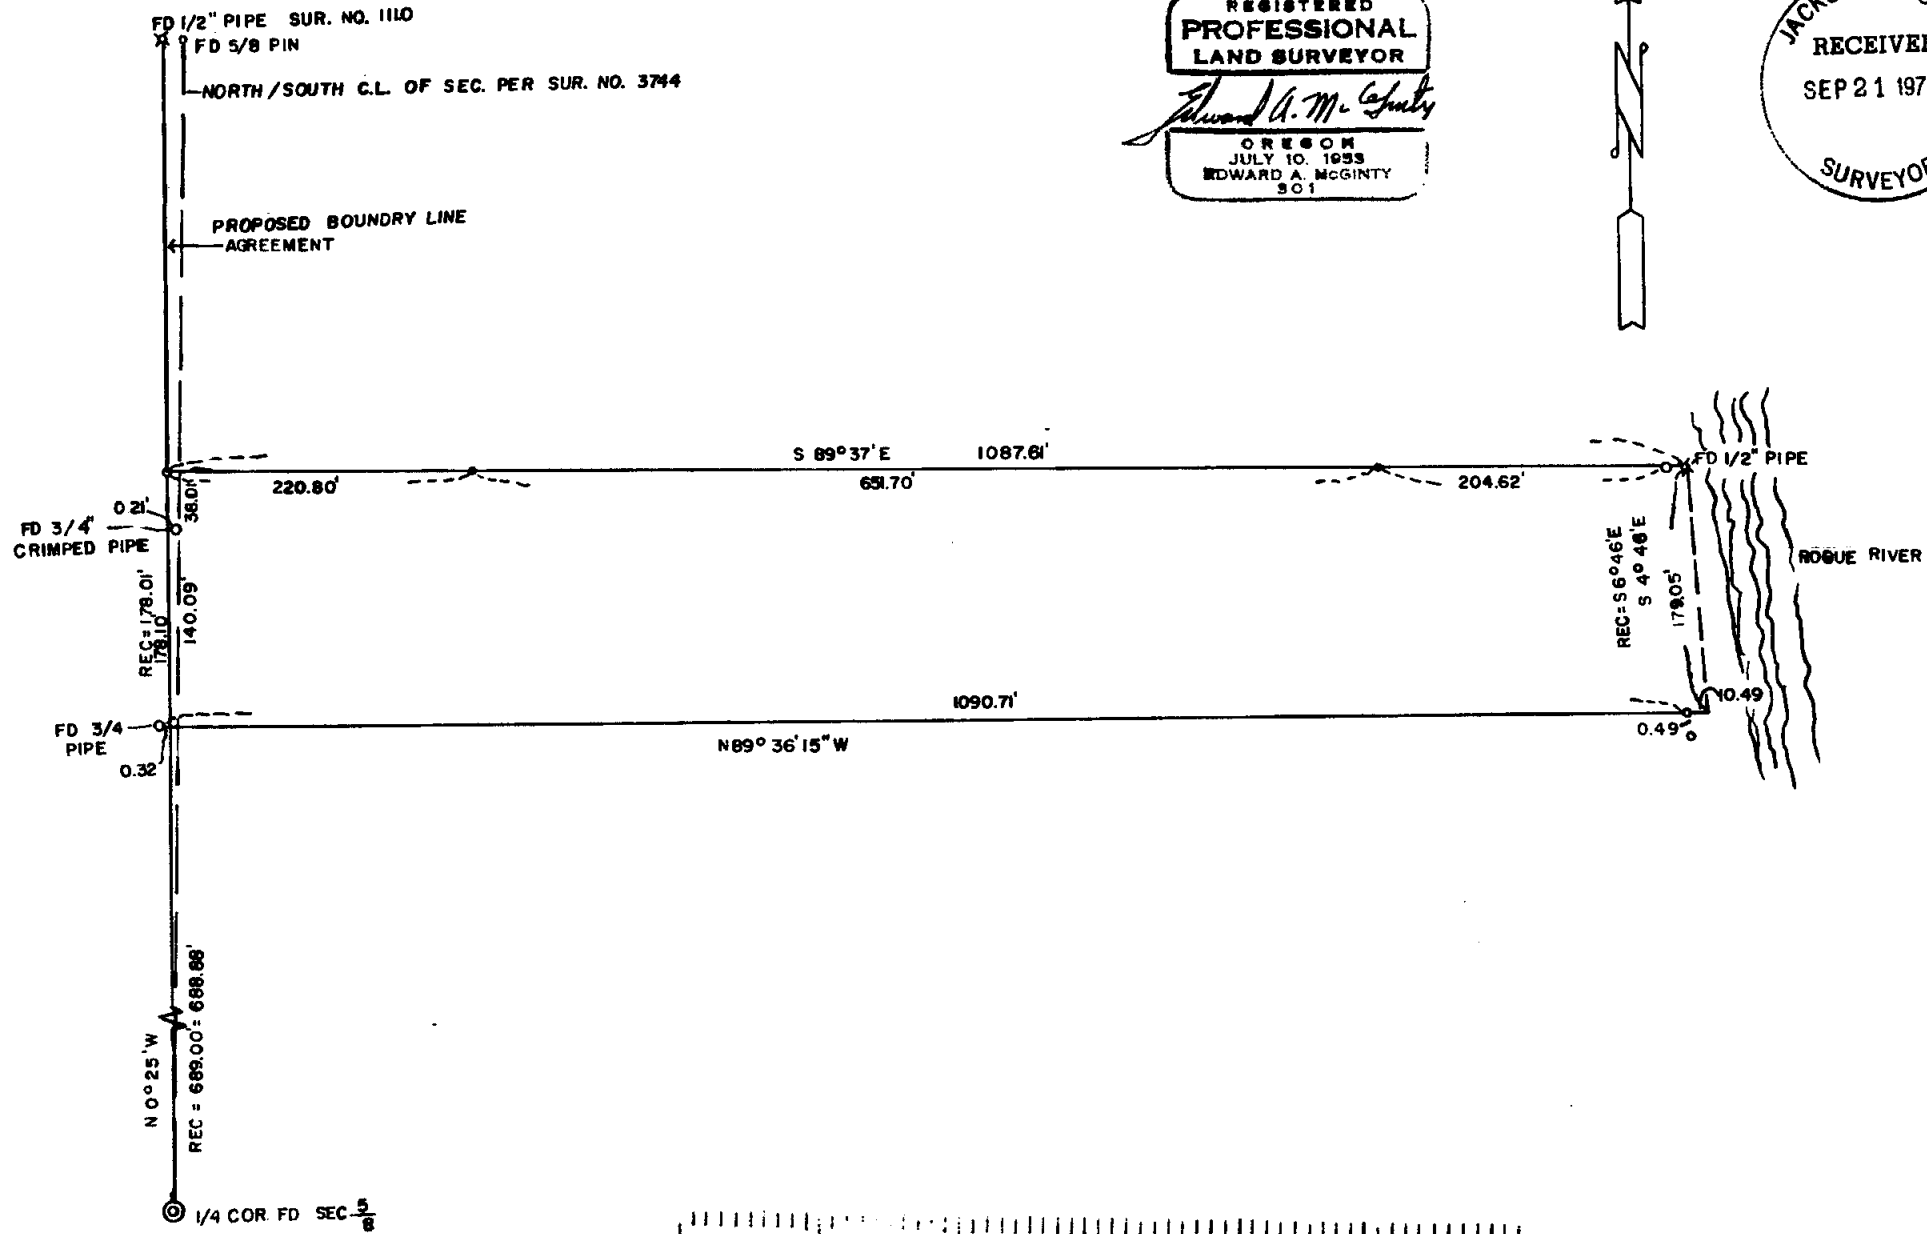 FD 1/2" PIPE SUR. NO. 1110
FD 5/8 PIN
NORTH/SOUTH C.L. OF SEC. PER SUR. NO. 3744
PROPOSED BOUNDRY LINE
AGREEMENT
REGISTERED
PROFESSIONAL
LAND SURVEYOR
Edward A. McGinty
OREGON
JULY 10, 1953
EDWARD A. McGINTY
301
RECEIVED
SEP 21 197
SURVEYOR
S 89° 37' E 1087.61'
FD 1/2" PIPE
220.80'
651.70'
204.62'
38.01'
0.21'
FD 3/4"
CRIMPED PIPE
REC = 178.01'
178.10'
140.09'
REC = S 6° 46' E
S 4° 46' E
179.05'
ROGUE RIVER
1090.71'
10.49
FD 3/4
PIPE
N 89° 36' 15" W
0.49'
0.32
N 0° 25' W
REC = 689.00' = 688.88'
1/4 COR. FD SEC 5/8